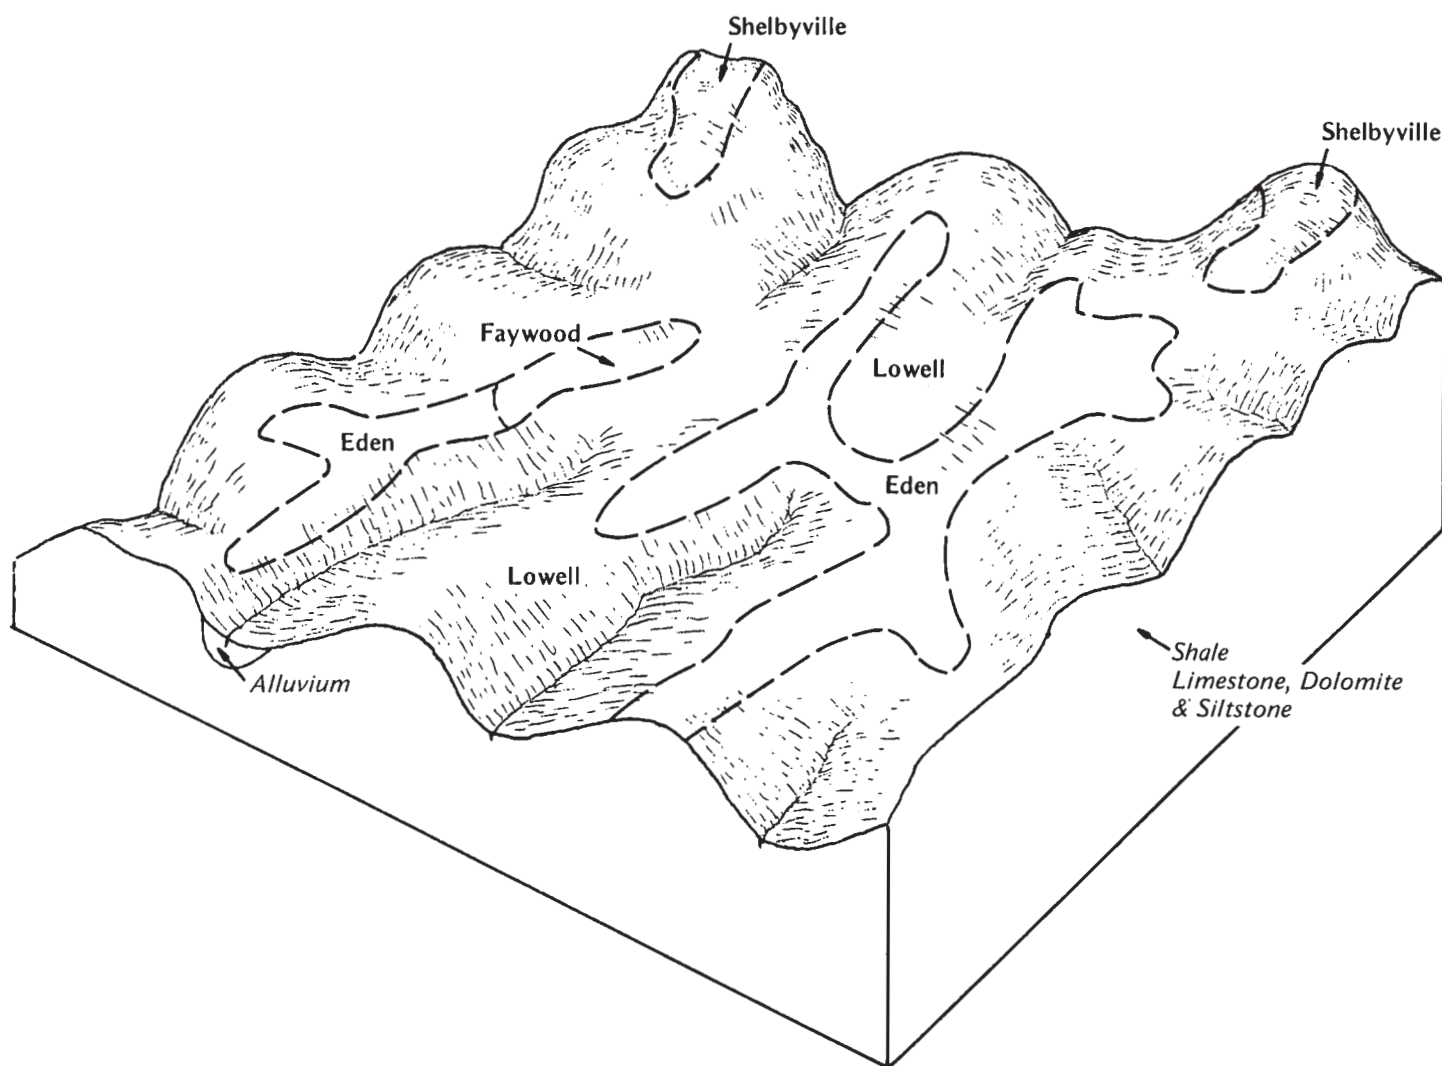 Shelbyville
Shelbyville
Faywood
Lowell
Eden
Eden
Lowell
Alluvium
Shale
Limestone, Dolomite
& Siltstone